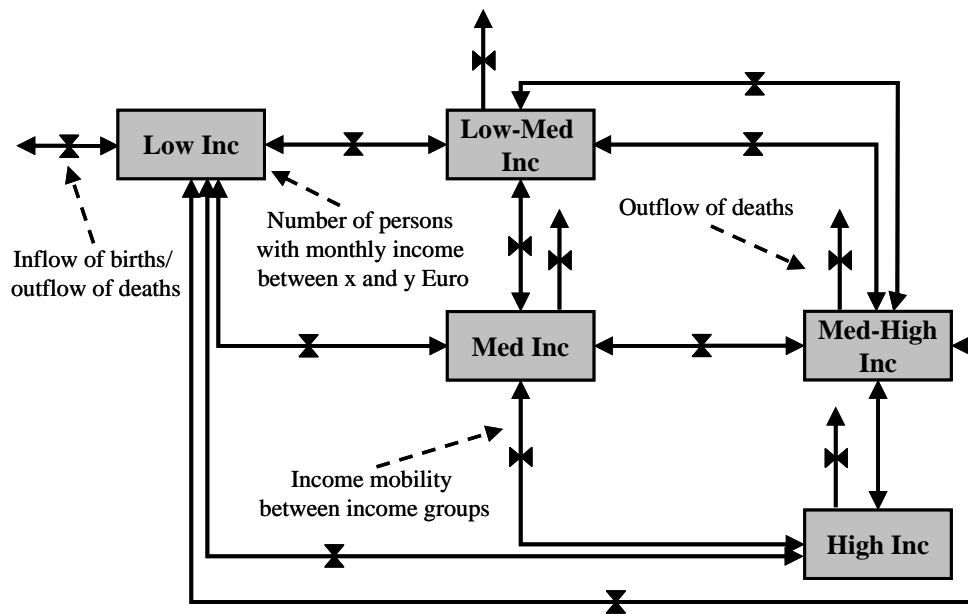 Low Inc
Low-Med
Inc
Number of persons
with monthly income
between x and y Euro
Outflow of deaths
Inflow of births/
outflow of deaths
Med Inc
Med-High
Inc
Income mobility
between income groups
High Inc